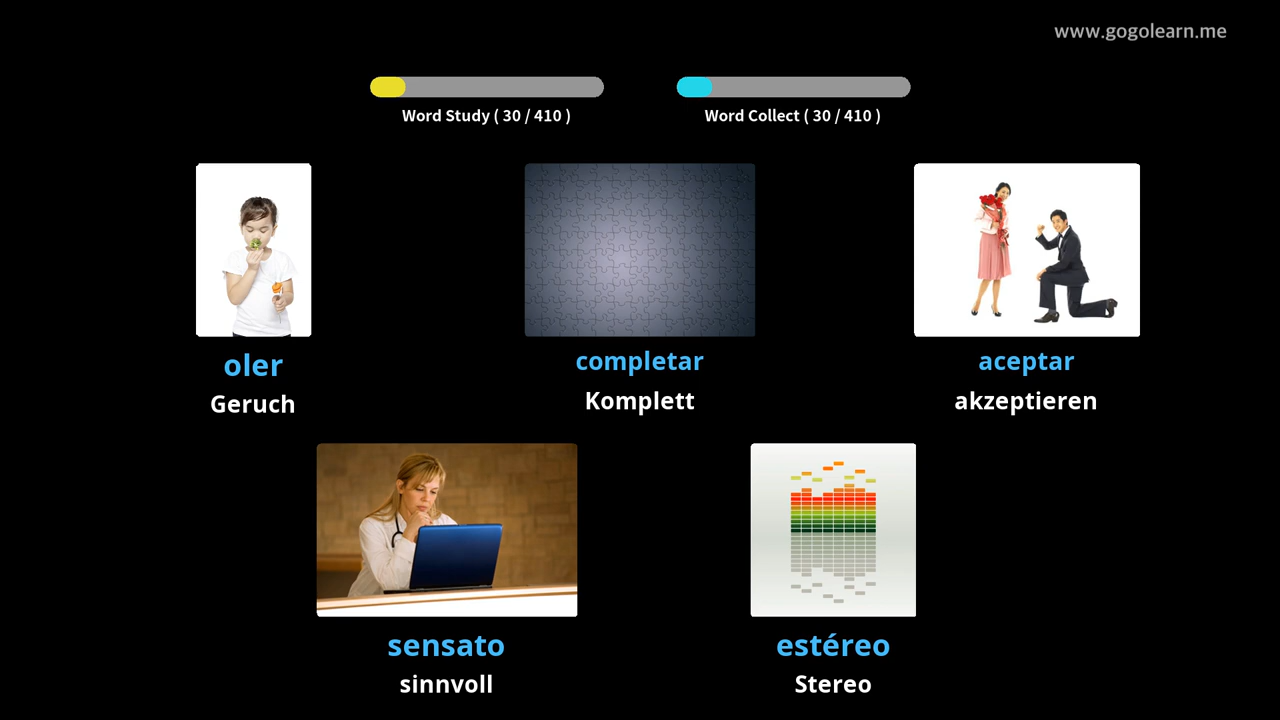 www.gogolearn.me
Word Study ( 30 / 410 )
Word Collect ( 30 / 410 )
oler
Geruch
completar
Komplett
aceptar
akzeptieren
sensato
sinnvoll
estéreo
Stereo